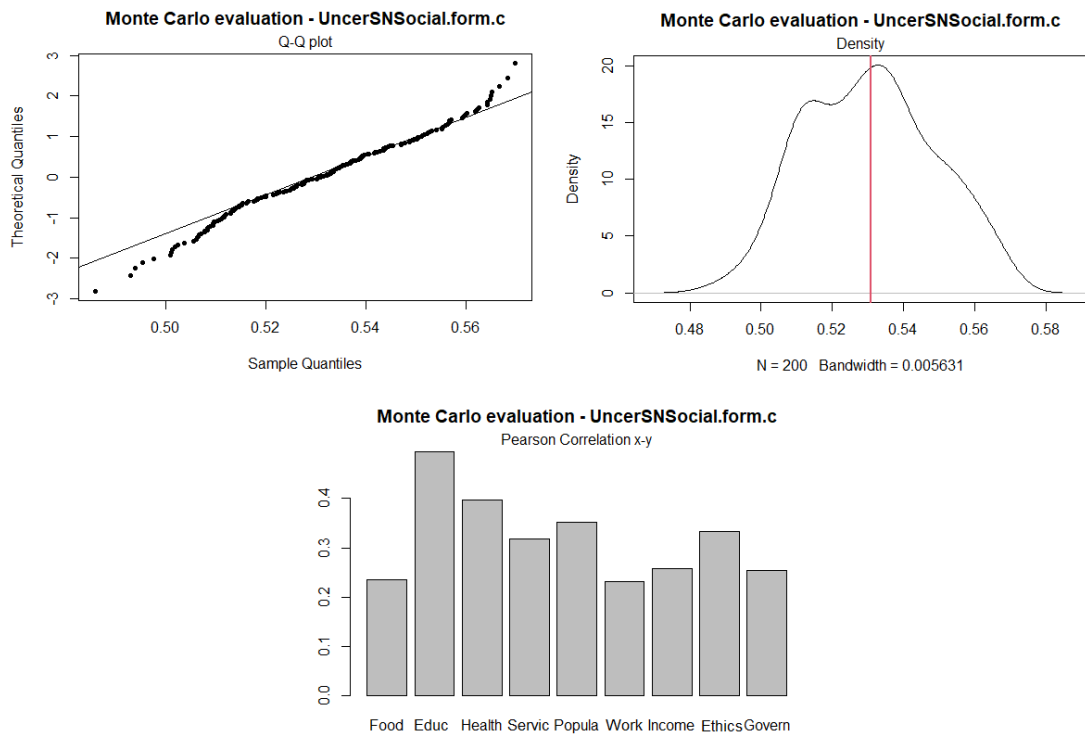 Monte Carlo evaluation - UncerSNSocial.form.c
Q-Q plot
Theoretical Quantiles
3
2
1
0
-1
-2
-3
0.50 0.52 0.54 0.56
Sample Quantiles
Monte Carlo evaluation - UncerSNSocial.form.c
Density
Density
20
15
10
5
0
0.48 0.50 0.52 0.54 0.56 0.58
N = 200 Bandwidth = 0.005631
Monte Carlo evaluation - UncerSNSocial.form.c
Pearson Correlation x-y
0.4
0.3
0.2
0.1
0.0
Food Educ Health Servic Popula Work Income Ethics Govern